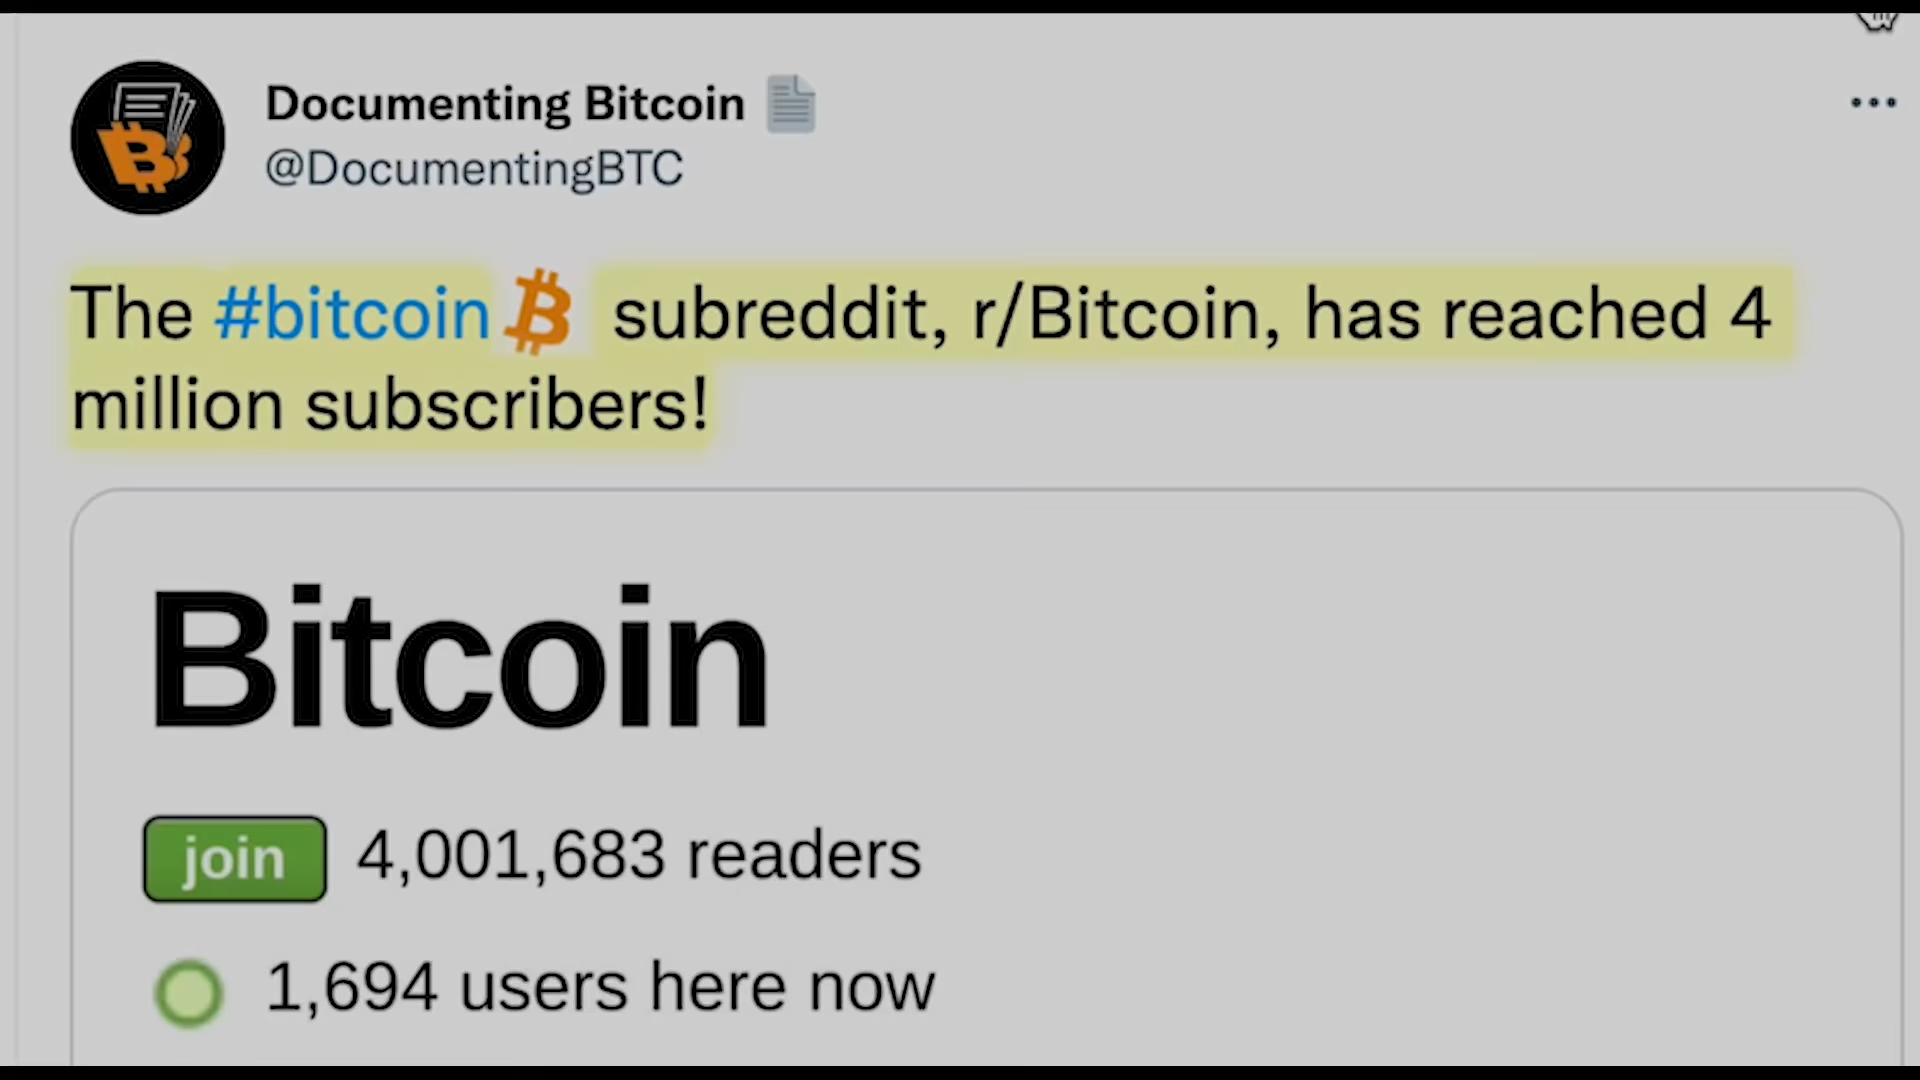 Documenting Bitcoin
@DocumentingBTC
The #bitcoin subreddit, r/Bitcoin, has reached 4
million subscribers!
Bitcoin
join 4,001,683 readers
1,694 users here now